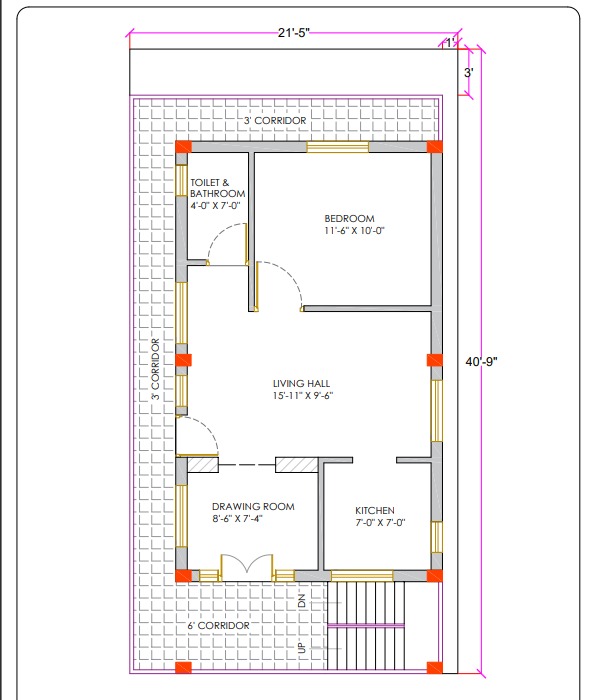 21'-5"
1'
3'
3' CORRIDOR
TOILET &
BATHROOM
4'-0" X 7'-0"
BEDROOM
11'-6" X 10'-0"
3' CORRIDOR
40'-9"
LIVING HALL
15'-11" X 9'-6"
DRAWING ROOM
8'-6" X 7'-4"
KITCHEN
7'-0" X 7'-0"
DN
6' CORRIDOR
UP